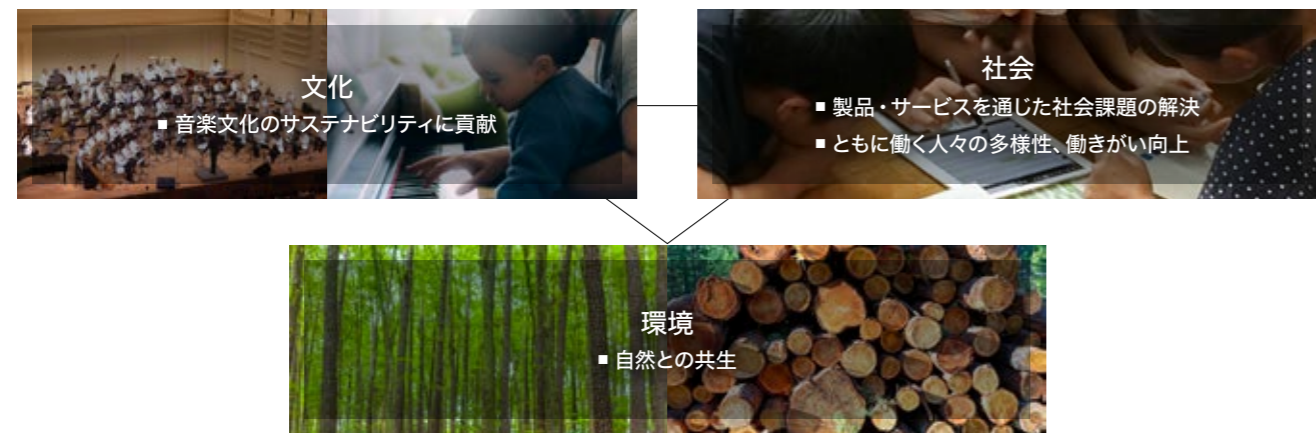 文化
■ 音楽文化のサステナビリティに貢献
社会
■ 製品・サービスを通じた社会課題の解決
■ ともに働く人々の多様性、働きがい向上
環境
■ 自然との共生